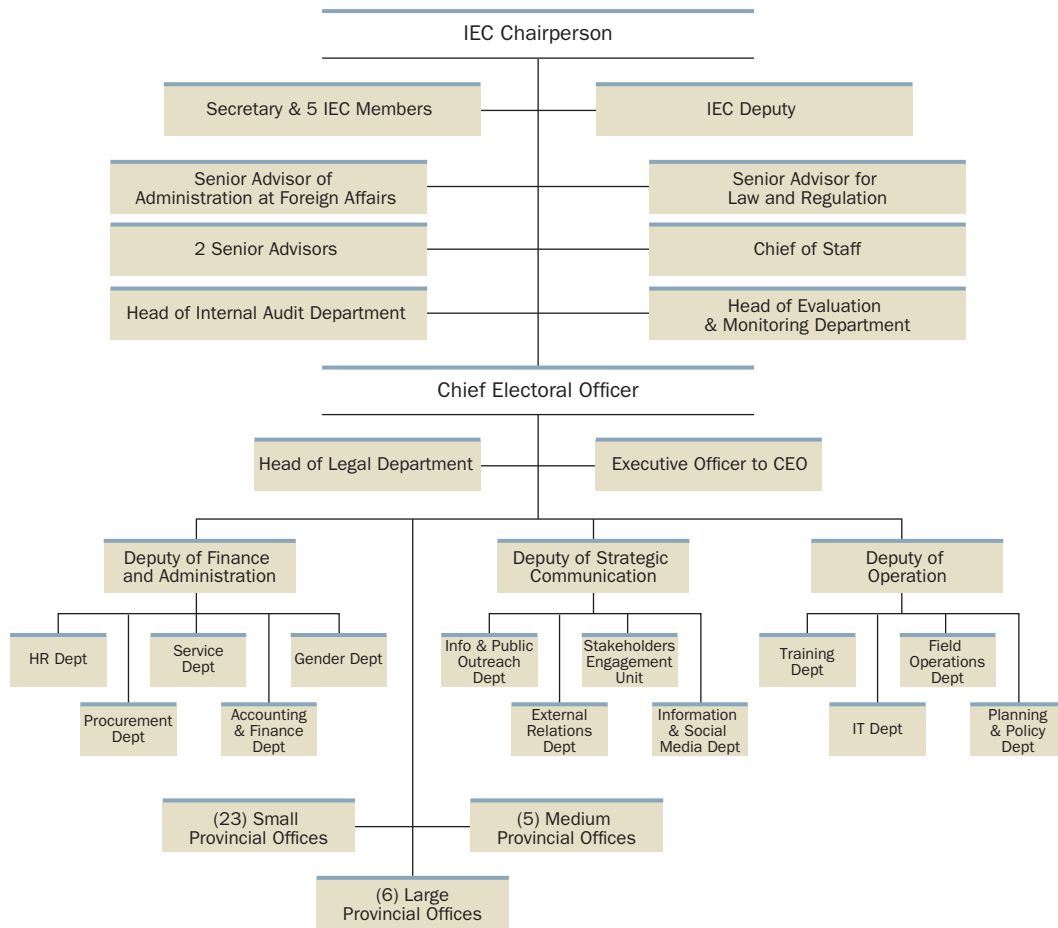 IEC Chairperson
Secretary & 5 IEC Members
IEC Deputy
Senior Advisor of
Administration at Foreign Affairs
Senior Advisor for
Law and Regulation
2 Senior Advisors
Chief of Staff
Head of Internal Audit Department
Head of Evaluation
& Monitoring Department
Chief Electoral Officer
Head of Legal Department
Executive Officer to CEO
Deputy of Finance
and Administration
Deputy of Strategic
Communication
Deputy of
Operation
HR Dept
Service
Dept
Gender Dept
Procurement
Dept
Accounting
& Finance
Dept
Info & Public
Outreach
Dept
Stakeholders
Engagement
Unit
External
Relations
Dept
Information
& Social
Media Dept
Training
Dept
Field
Operations
Dept
IT Dept
Planning
& Policy
Dept
(23) Small
Provincial Offices
(5) Medium
Provincial Offices
(6) Large
Provincial Offices